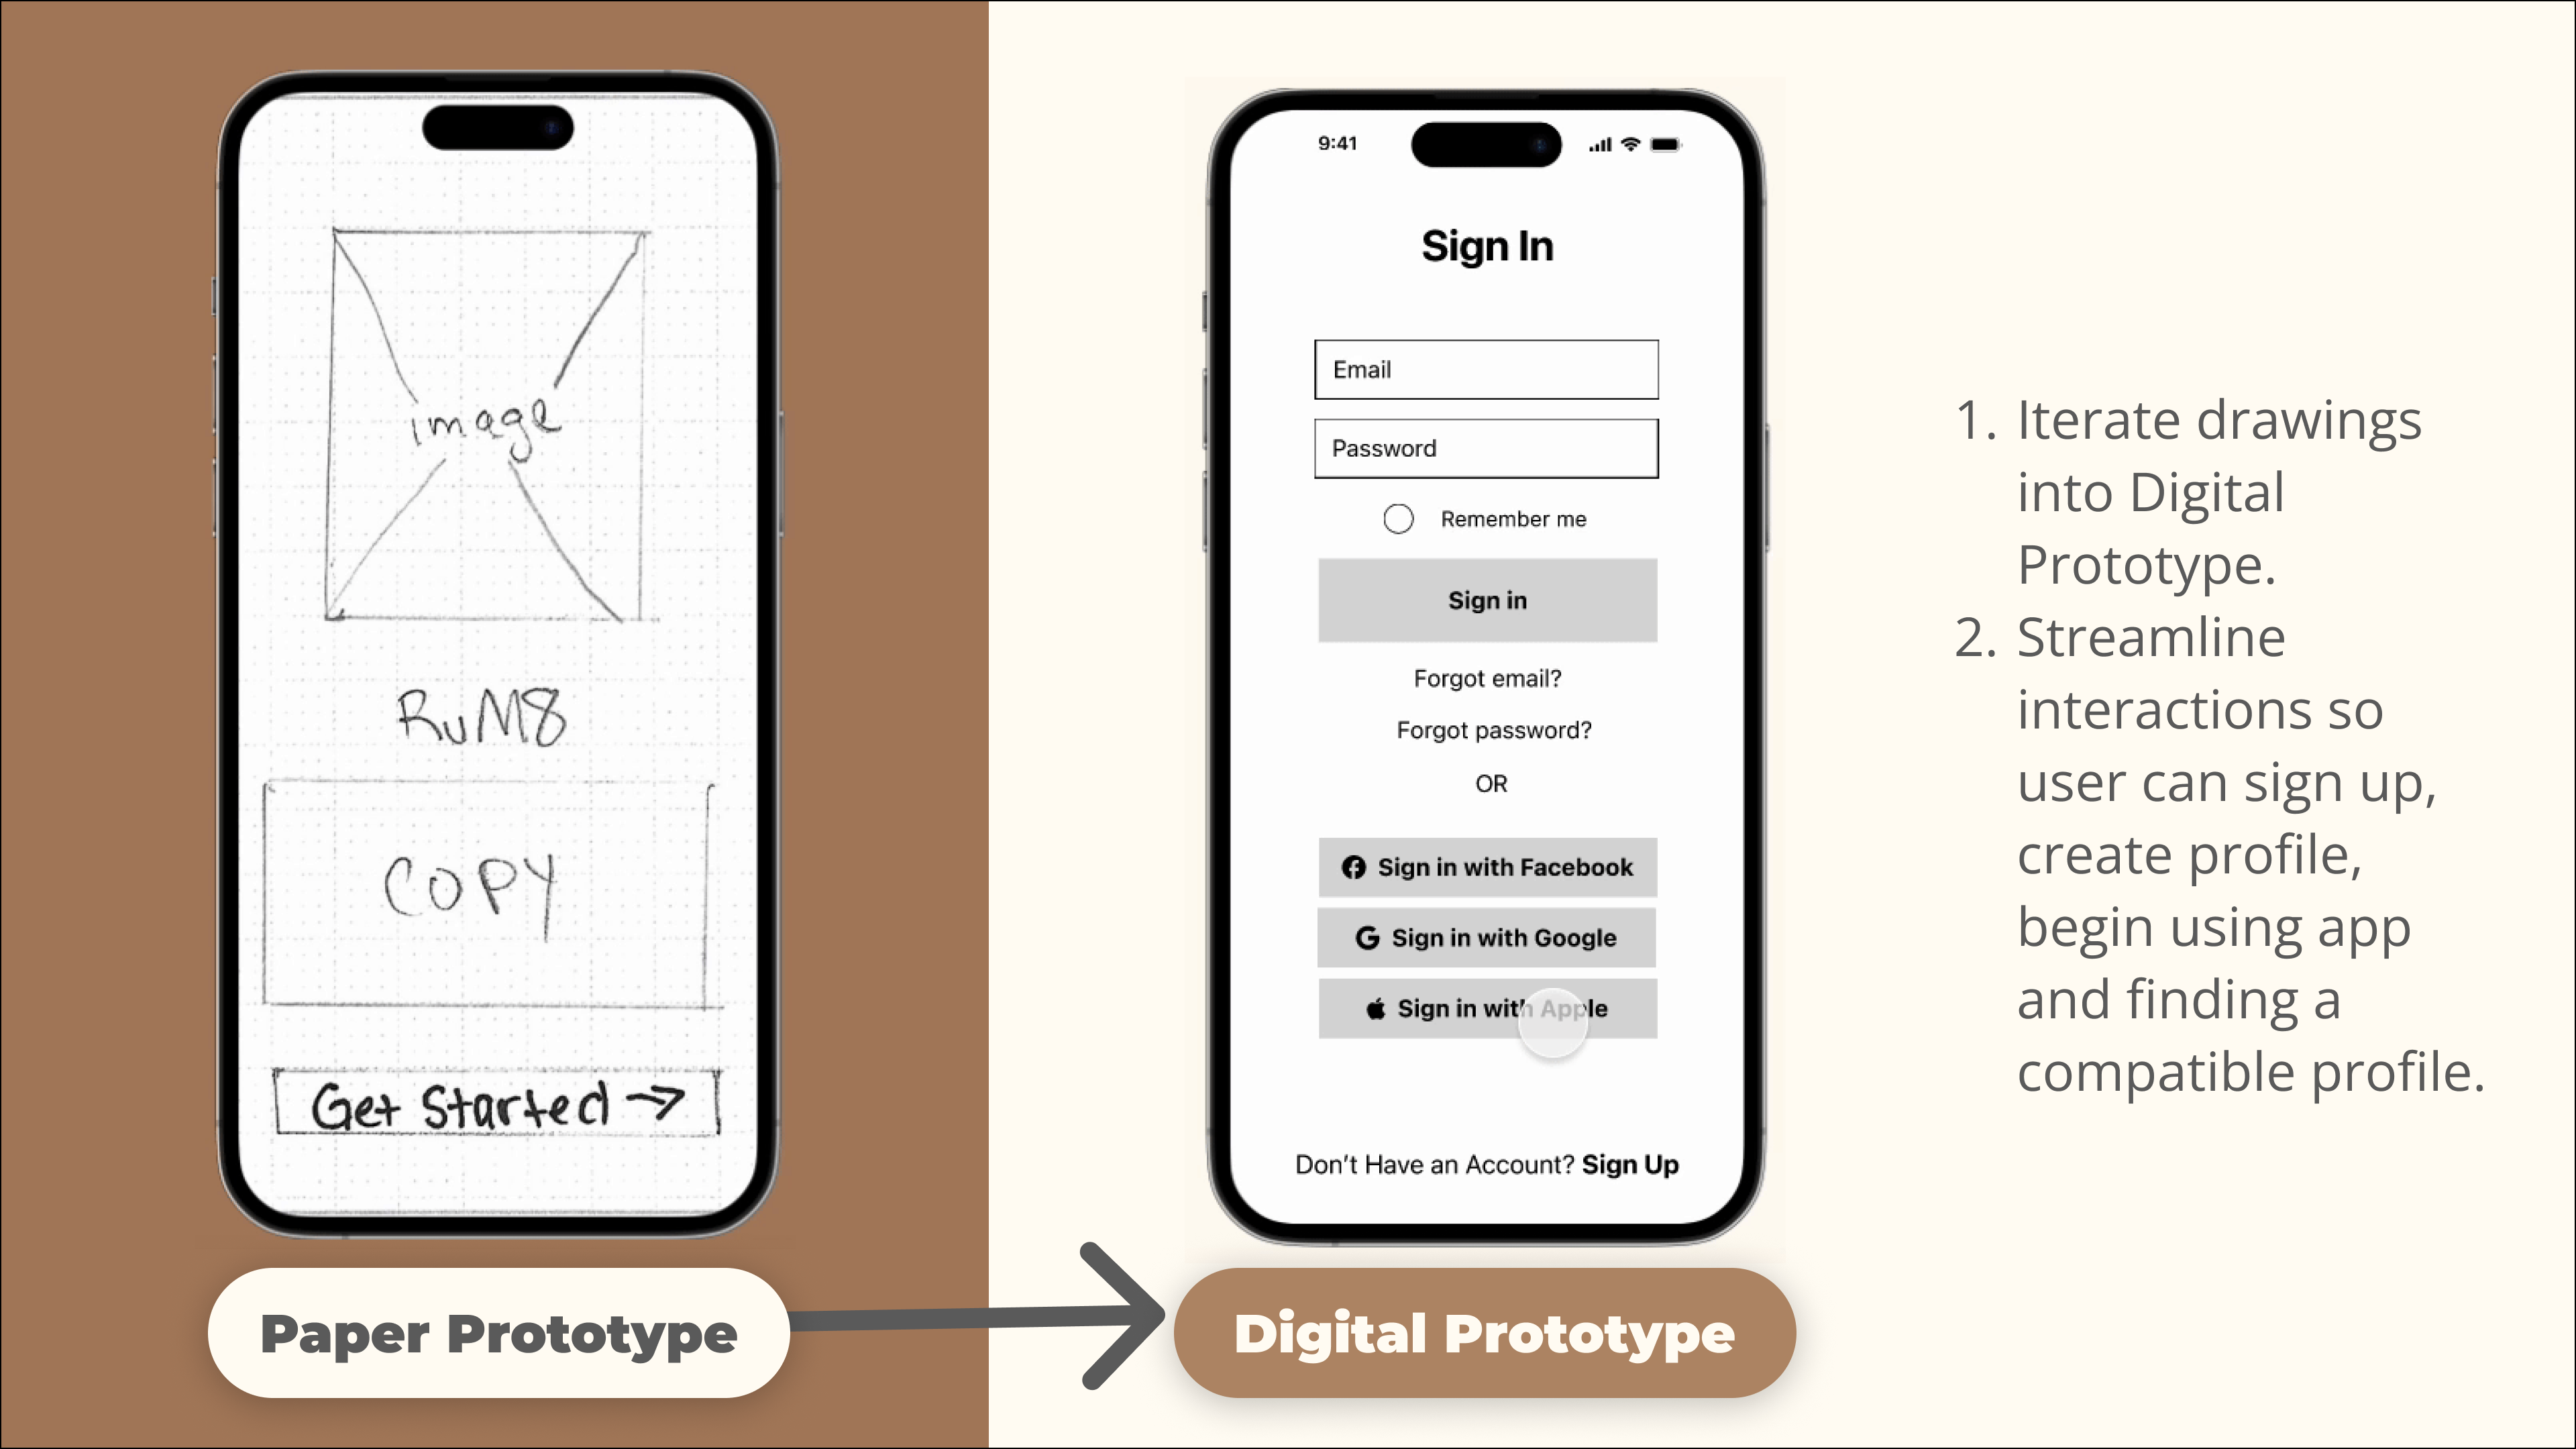 image
RuM8
COPY
Get Started →
Paper Prototype
9:41
Sign In
Email
Password
Remember me
Sign in
Forgot email?
Forgot password?
OR
Sign in with Facebook
Sign in with Google
Sign in with Apple
Don't Have an Account? Sign Up
Digital Prototype
1. Iterate drawings
into Digital
Prototype.
2. Streamline
interactions so
user can sign up,
create profile,
begin using app
and finding a
compatible profile.